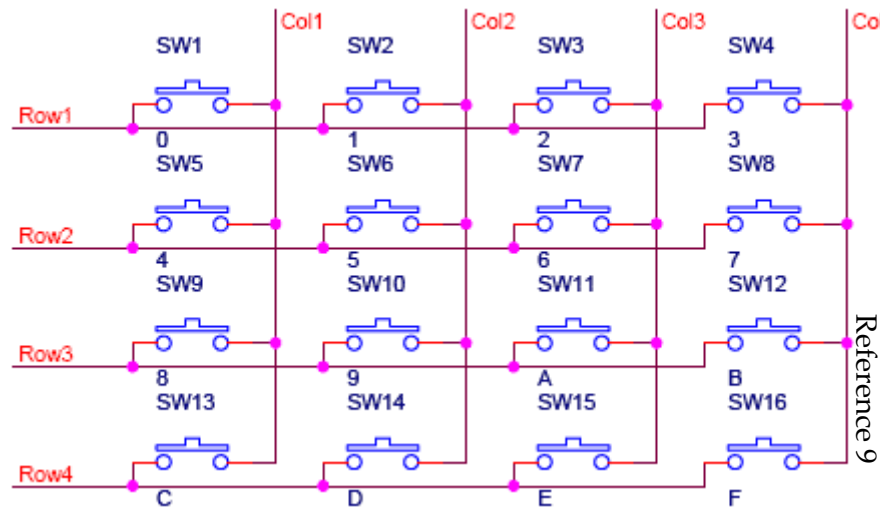 Col1 Col2 Col3 Co
SW1 SW2 SW3 SW4
Row1
0 1 2 3
SW5 SW6 SW7 SW8
Row2
4 5 6 7
SW9 SW10 SW11 SW12
Row3
8 9 A B
SW13 SW14 SW15 SW16
Row4
C D E F
Reference 9